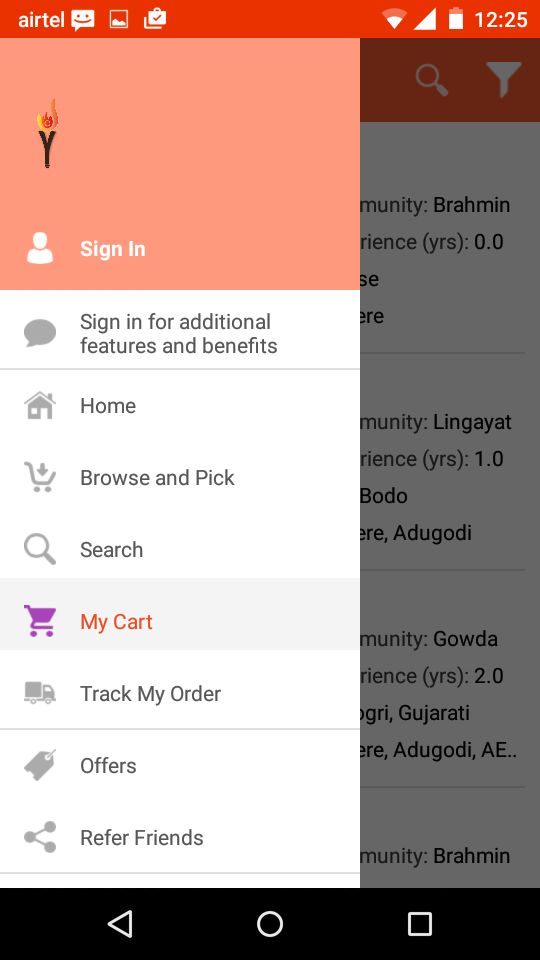 airtel 12:25
Sign In
Sign in for additional
features and benefits
Home
Browse and Pick
Search
My Cart
Track My Order
Offers
Refer Friends
munity: Brahmin
rience (yrs): 0.0
se
ere
munity: Lingayat
rience (yrs): 1.0
Bodo
ere, Adugodi
munity: Gowda
rience (yrs): 2.0
ogri, Gujarati
ere, Adugodi, AE..
munity: Brahmin